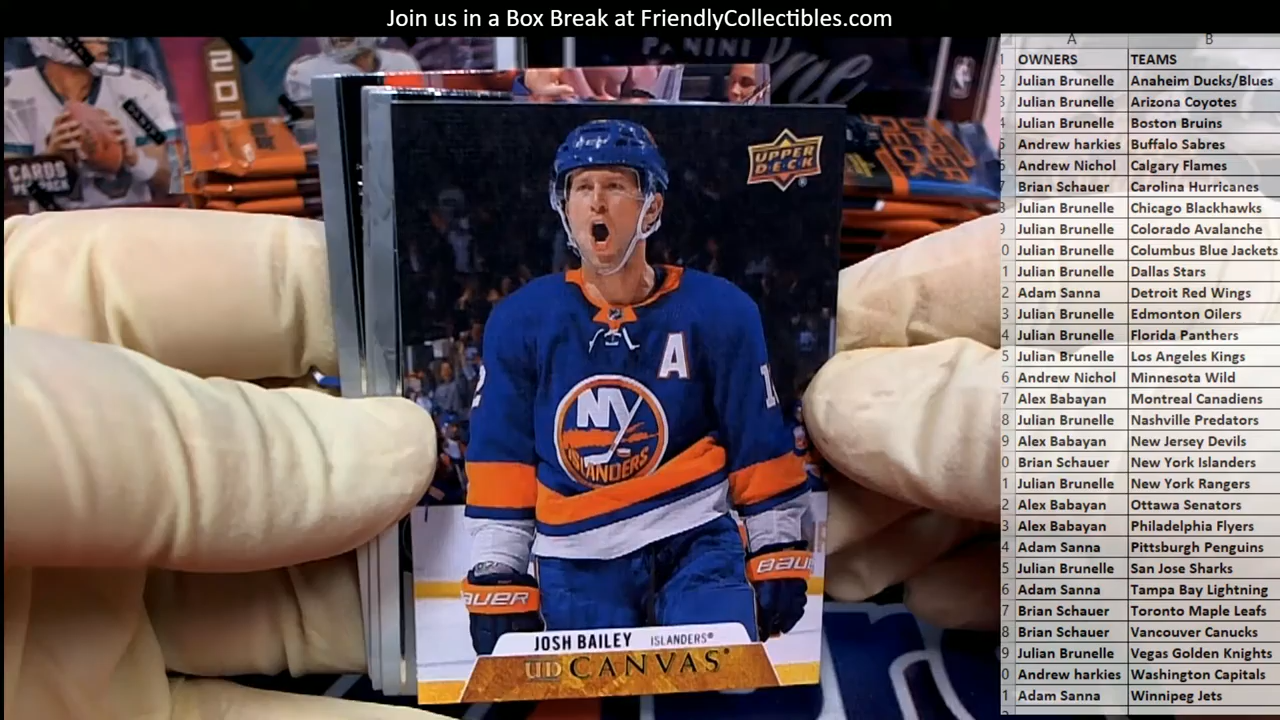 Join us in a Box Break at FriendlyCollectibles.com
PANINI
CARDS
UPPER
DECK
A
NY
ISLANDERS
BAUER
BAU
JOSH BAILEY ISLANDERS®
UD CANVAS
A B
OWNERS TEAMS
Julian Brunelle Anaheim Ducks/Blues
Julian Brunelle Arizona Coyotes
Julian Brunelle Boston Bruins
Andrew harkies Buffalo Sabres
Andrew Nichol Calgary Flames
Brian Schauer Carolina Hurricanes
Julian Brunelle Chicago Blackhawks
Julian Brunelle Colorado Avalanche
Julian Brunelle Columbus Blue Jackets
Julian Brunelle Dallas Stars
Adam Sanna Detroit Red Wings
Julian Brunelle Edmonton Oilers
Julian Brunelle Florida Panthers
Julian Brunelle Los Angeles Kings
Andrew Nichol Minnesota Wild
Alex Babayan Montreal Canadiens
Julian Brunelle Nashville Predators
Alex Babayan New Jersey Devils
Brian Schauer New York Islanders
Julian Brunelle New York Rangers
Alex Babayan Ottawa Senators
Alex Babayan Philadelphia Flyers
Adam Sanna Pittsburgh Penguins
Julian Brunelle San Jose Sharks
Adam Sanna Tampa Bay Lightning
Brian Schauer Toronto Maple Leafs
Brian Schauer Vancouver Canucks
Julian Brunelle Vegas Golden Knights
Andrew harkies Washington Capitals
Adam Sanna Winnipeg Jets